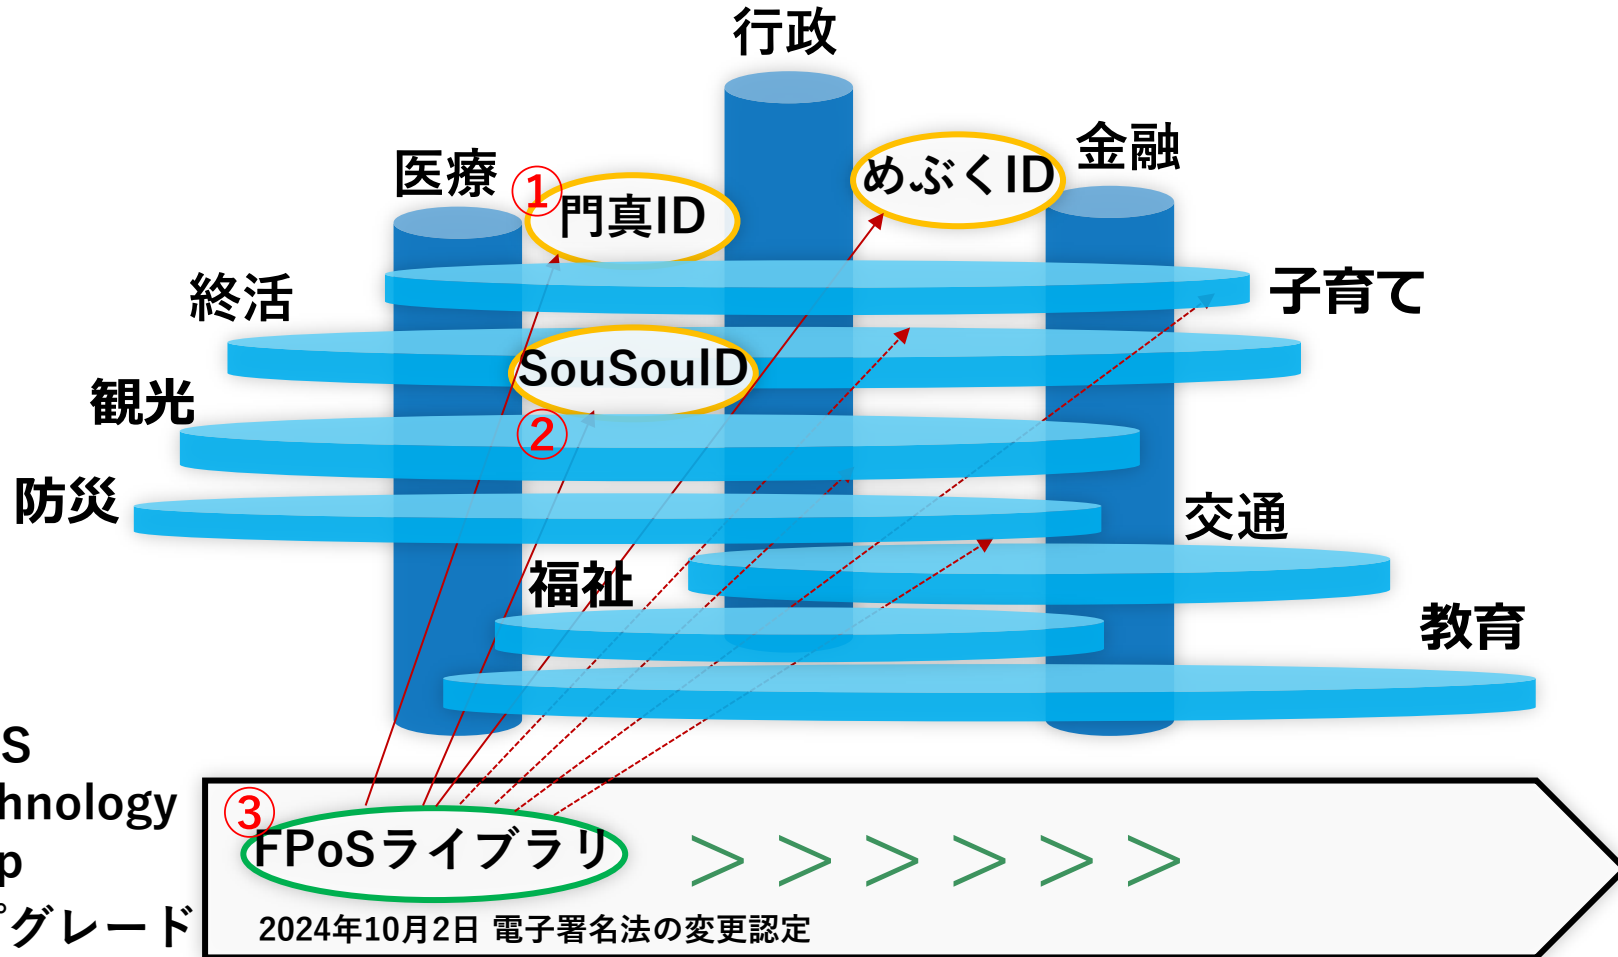 行政
金融
医療
①
門真ID
めぶくID
終活
子育て
SouSouID
観光
②
防災
交通
福祉
教育
S
hnology
p
グレード
③
FPoSライブラリ
＞ ＞ ＞ ＞ ＞ ＞
2024年10月2日 電子署名法の変更認定